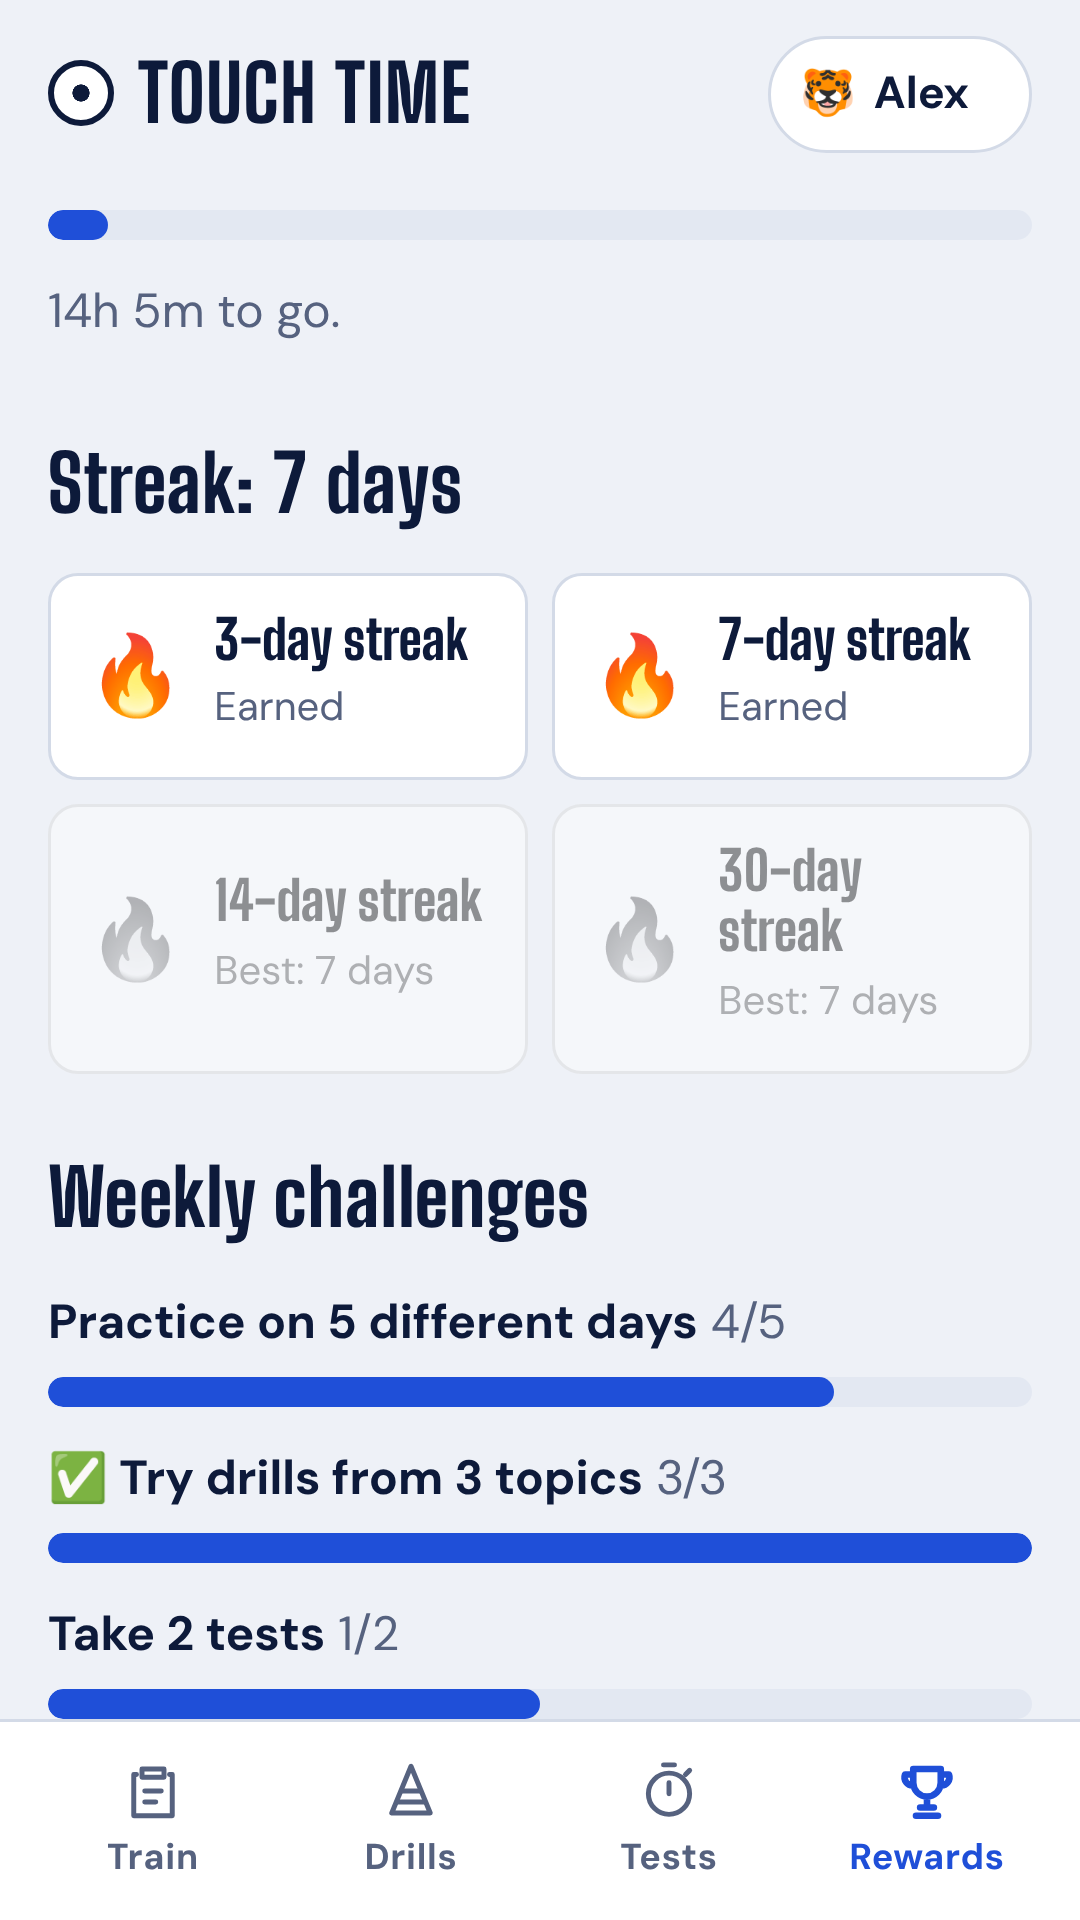 TOUCH TIME
🐯 Alex
14h 5m to go.
Streak: 7 days
3-day streak
Earned
7-day streak
Earned
14-day streak
Best: 7 days
30-day
streak
Best: 7 days
Weekly challenges
Practice on 5 different days 4/5
✅ Try drills from 3 topics 3/3
Take 2 tests 1/2
Train
Drills
Tests
Rewards